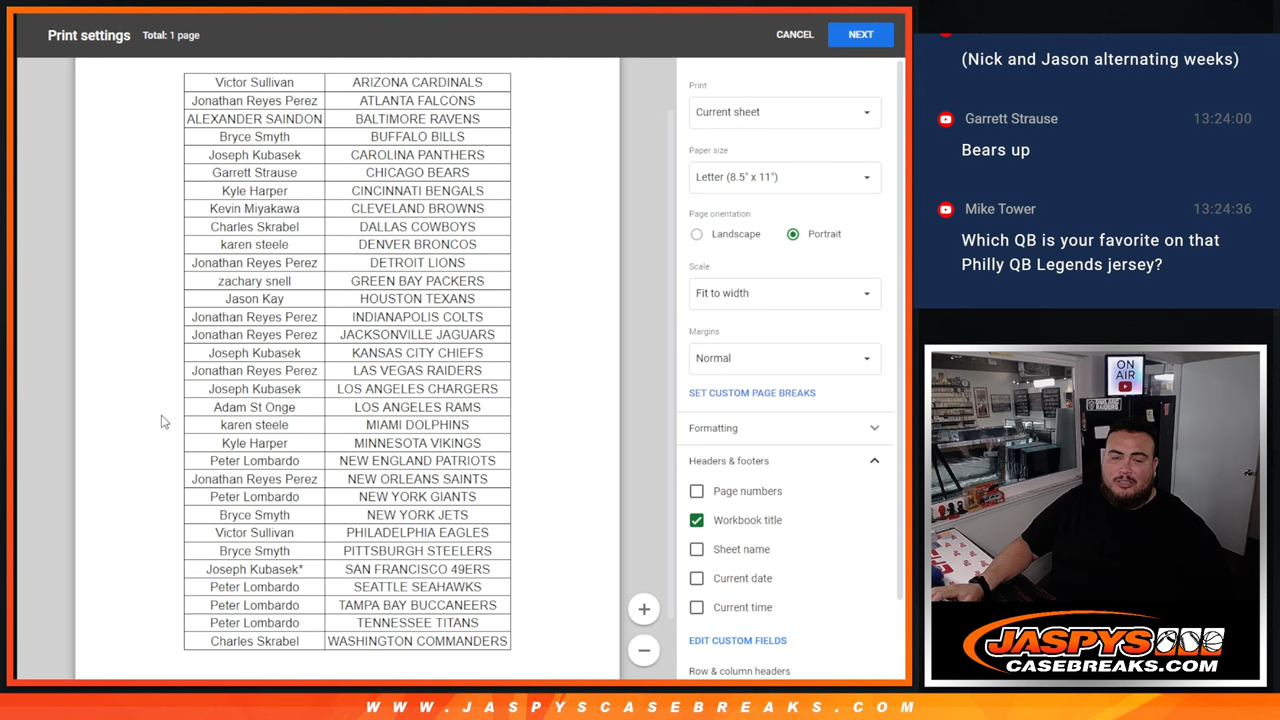 Print settings Total: 1 page CANCEL NEXT
Victor Sullivan ARIZONA CARDINALS
Jonathan Reyes Perez ATLANTA FALCONS
ALEXANDER SAINDON BALTIMORE RAVENS
Bryce Smyth BUFFALO BILLS
Joseph Kubasek CAROLINA PANTHERS
Garrett Strause CHICAGO BEARS
Kyle Harper CINCINNATI BENGALS
Kevin Miyakawa CLEVELAND BROWNS
Charles Skrabel DALLAS COWBOYS
karen steele DENVER BRONCOS
Jonathan Reyes Perez DETROIT LIONS
zachary snell GREEN BAY PACKERS
Jason Kay HOUSTON TEXANS
Jonathan Reyes Perez INDIANAPOLIS COLTS
Jonathan Reyes Perez JACKSONVILLE JAGUARS
Joseph Kubasek KANSAS CITY CHIEFS
Jonathan Reyes Perez LAS VEGAS RAIDERS
Joseph Kubasek LOS ANGELES CHARGERS
Adam St Onge LOS ANGELES RAMS
karen steele MIAMI DOLPHINS
Kyle Harper MINNESOTA VIKINGS
Peter Lombardo NEW ENGLAND PATRIOTS
Jonathan Reyes Perez NEW ORLEANS SAINTS
Peter Lombardo NEW YORK GIANTS
Bryce Smyth NEW YORK JETS
Victor Sullivan PHILADELPHIA EAGLES
Bryce Smyth PITTSBURGH STEELERS
Joseph Kubasek* SAN FRANCISCO 49ERS
Peter Lombardo SEATTLE SEAHAWKS
Peter Lombardo TAMPA BAY BUCCANEERS
Peter Lombardo TENNESSEE TITANS
Charles Skrabel WASHINGTON COMMANDERS
Print
Current sheet
Paper size
Letter (8.5" x 11")
Page orientation
Landscape Portrait
Scale
Fit to width
Margins
Normal
SET CUSTOM PAGE BREAKS
Formatting
Headers & footers
Page numbers
Workbook title
Sheet name
Current date
Current time
EDIT CUSTOM FIELDS
Row & column headers
(Nick and Jason alternating weeks)
Garrett Strause 13:24:00
Bears up
Mike Tower 13:24:36
Which QB is your favorite on that
Philly QB Legends jersey?
ON
AIR
JASPYS
CASEBREAKS.COM
WWW.JASPYSCASEBREAKS.COM